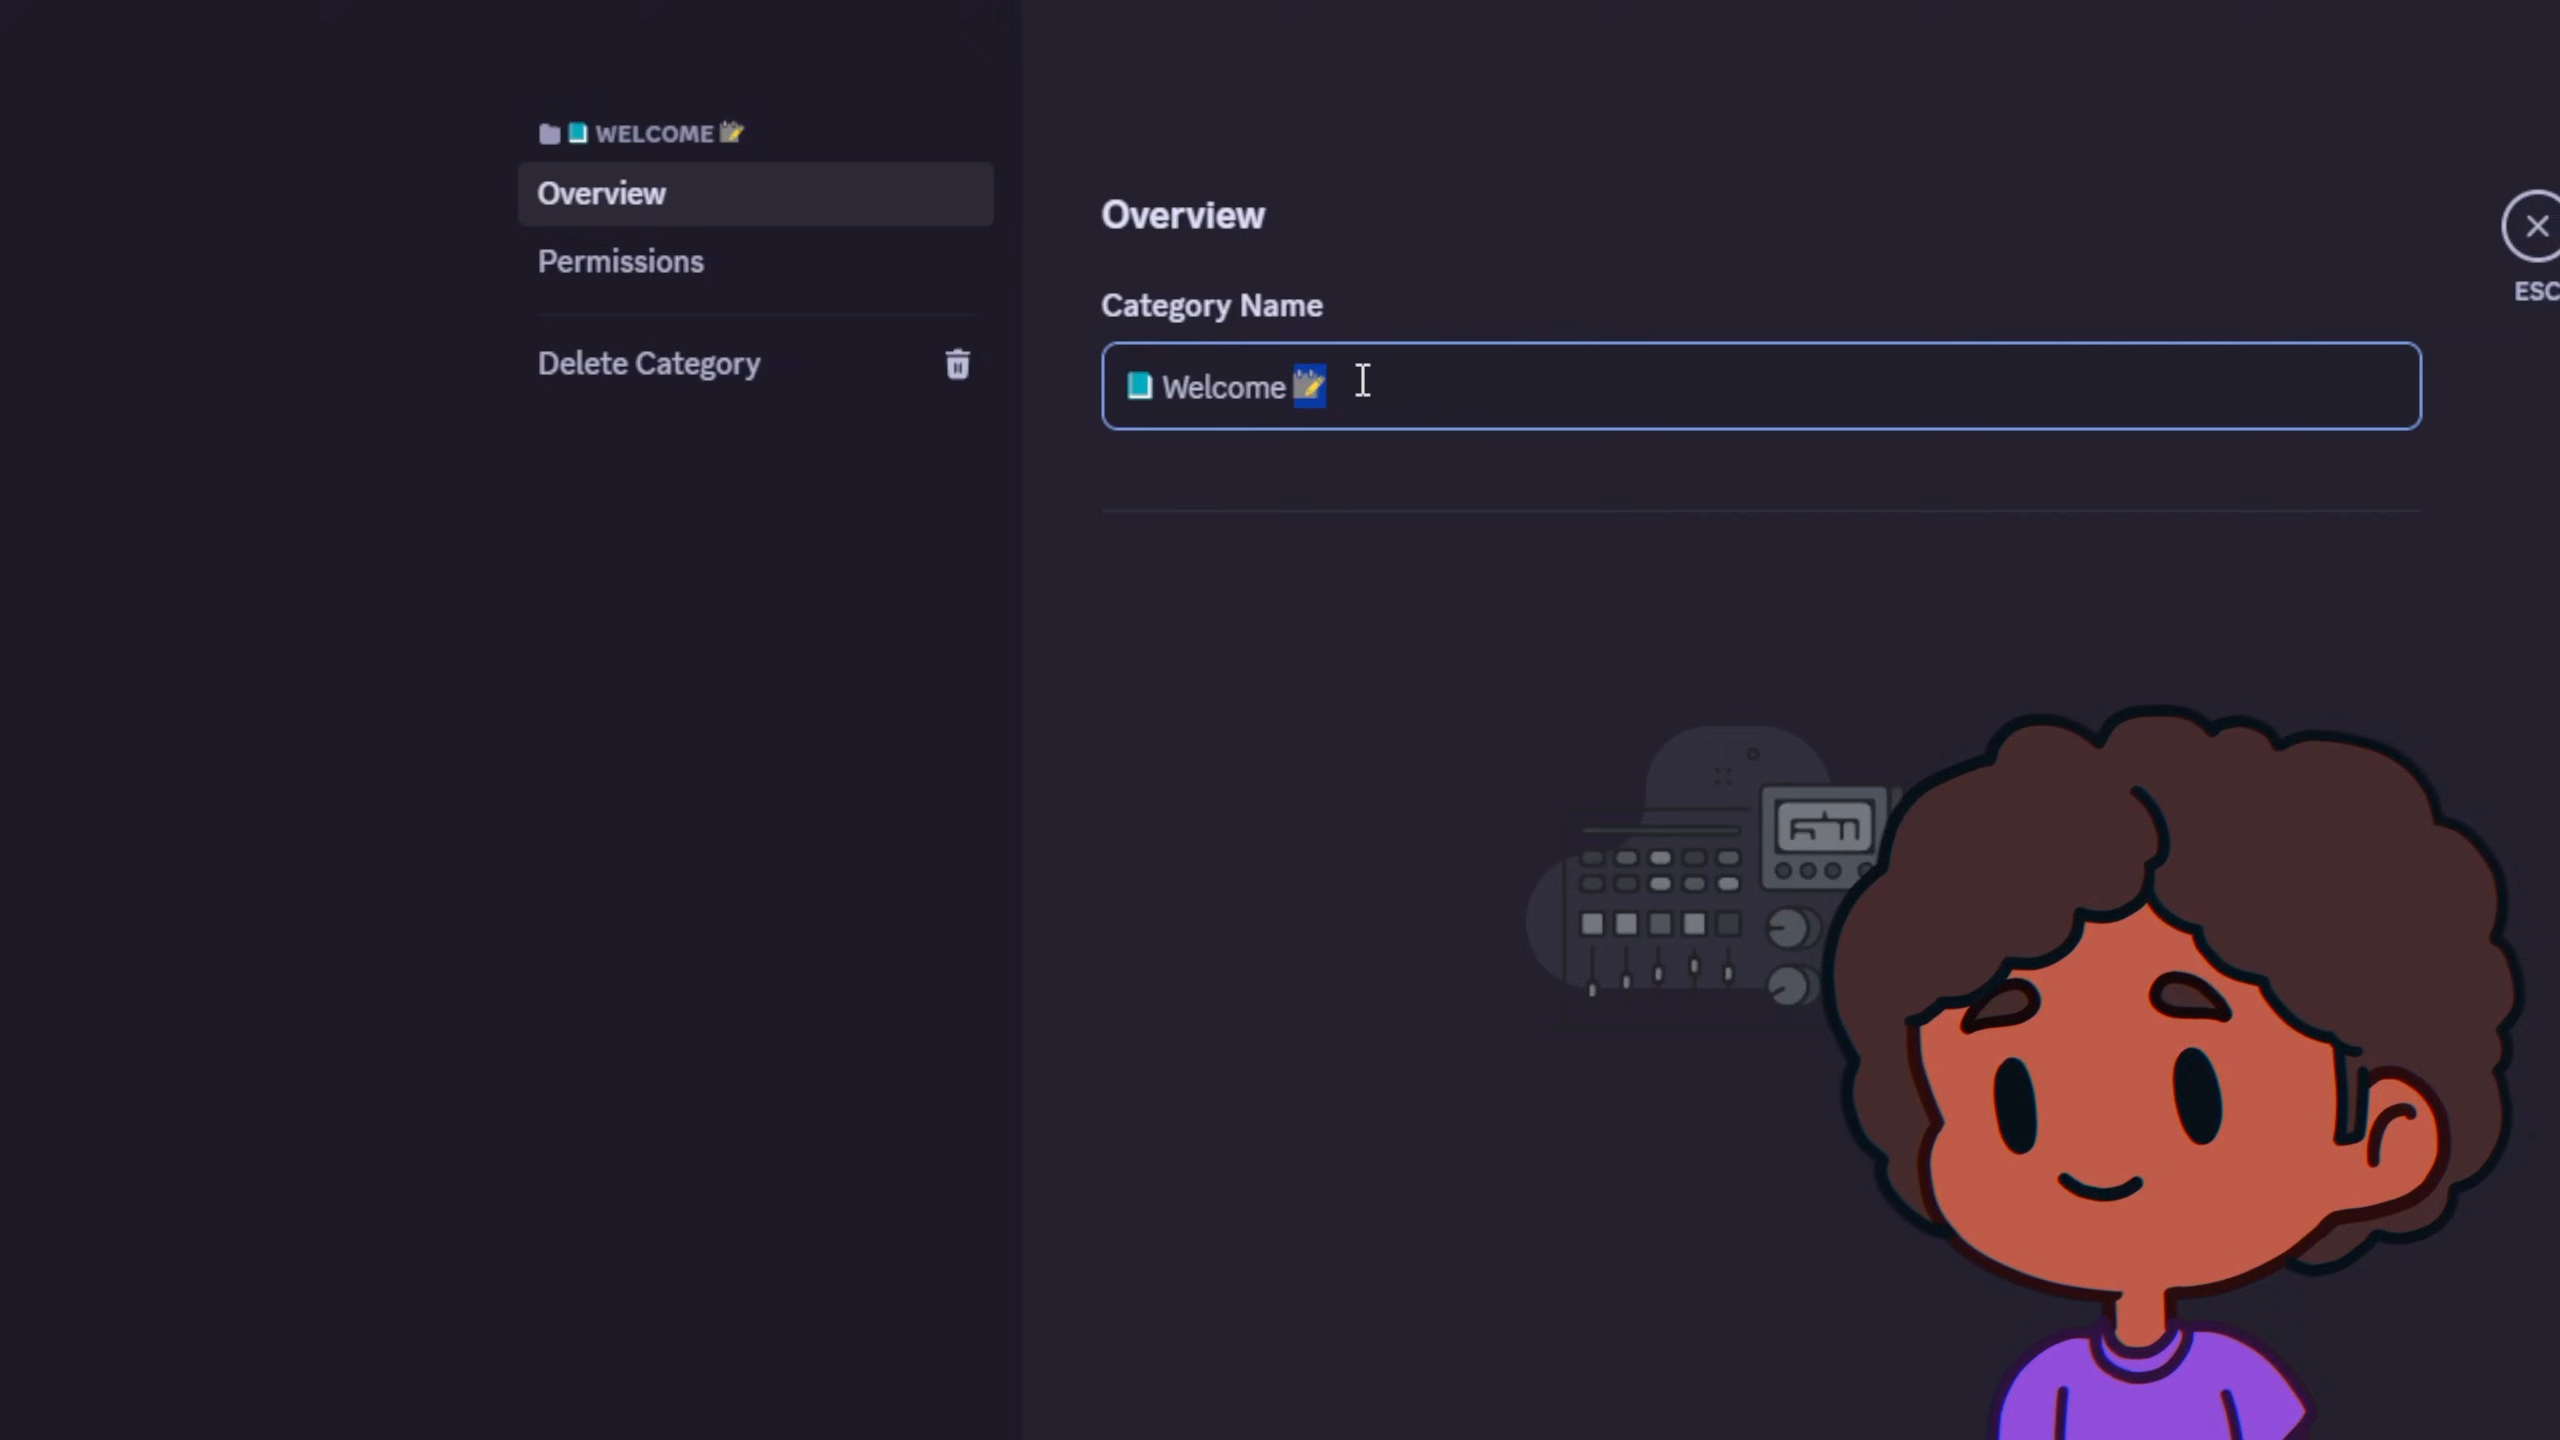 📘 WELCOME 📝
Overview
Permissions
Delete Category
Overview
Category Name
📘 Welcome 📝
ESC